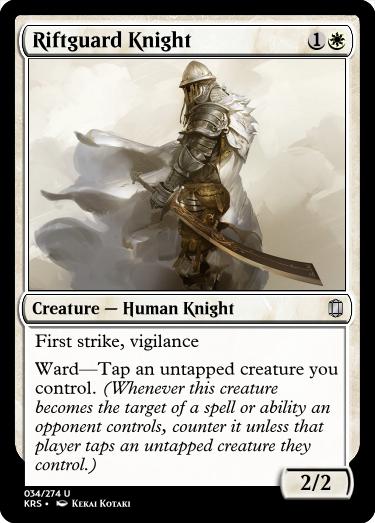 Riftguard Knight 1
Creature — Human Knight
First strike, vigilance
Ward—Tap an untapped creature you
control. (Whenever this creature
becomes the target of a spell or ability an
opponent controls, counter it unless that
player taps an untapped creature they
control.)
2/2
034/274 U
KRS • Kekai Kotaki